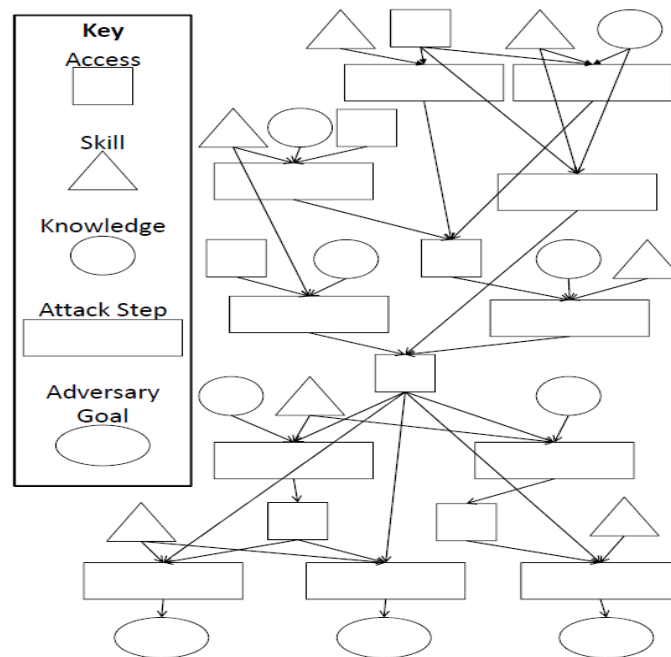 Key
Access
Skill
Knowledge
Attack Step
Adversary
Goal